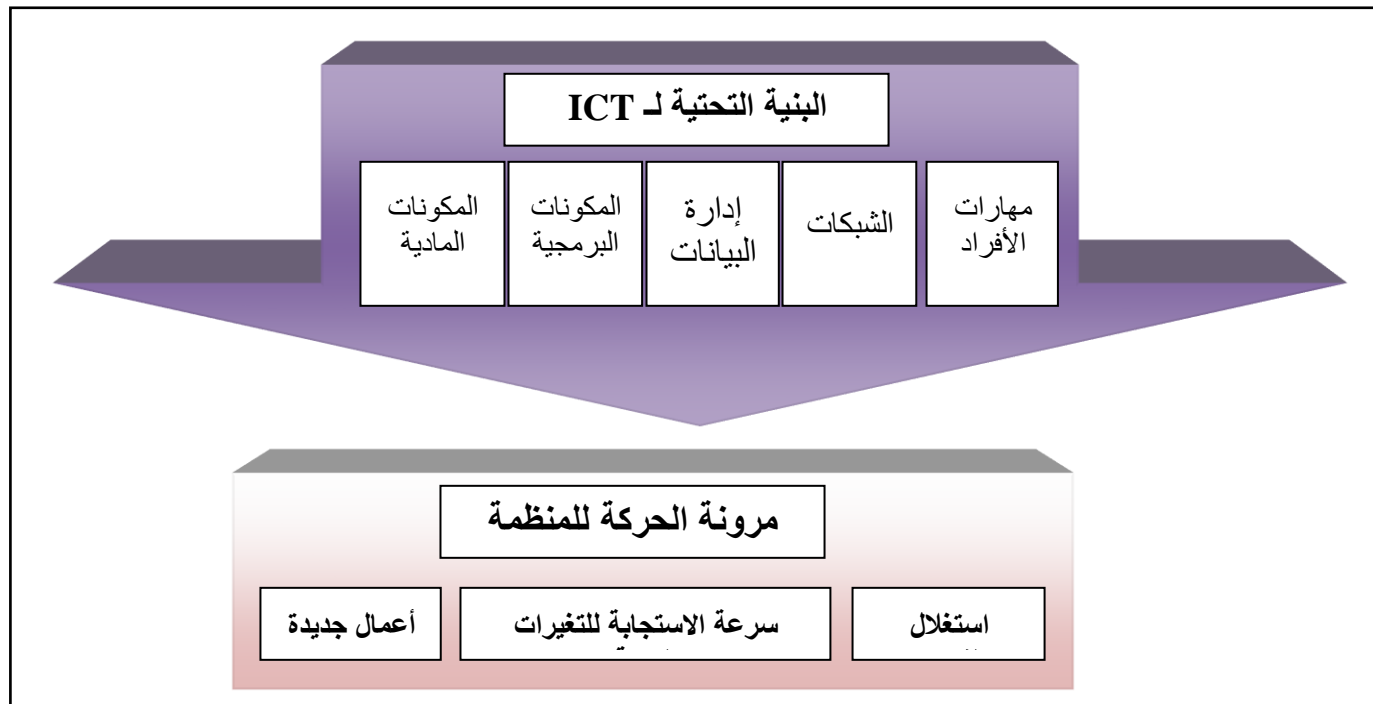 البنية التحتية لـ ICT
مهارات
الأفراد
الشبكات
إدارة
البيانات
المكونات
البرمجية
المكونات
المادية
مرونة الحركة للمنظمة
استغلال
سرعة الاستجابة للتغيرات
أعمال جديدة